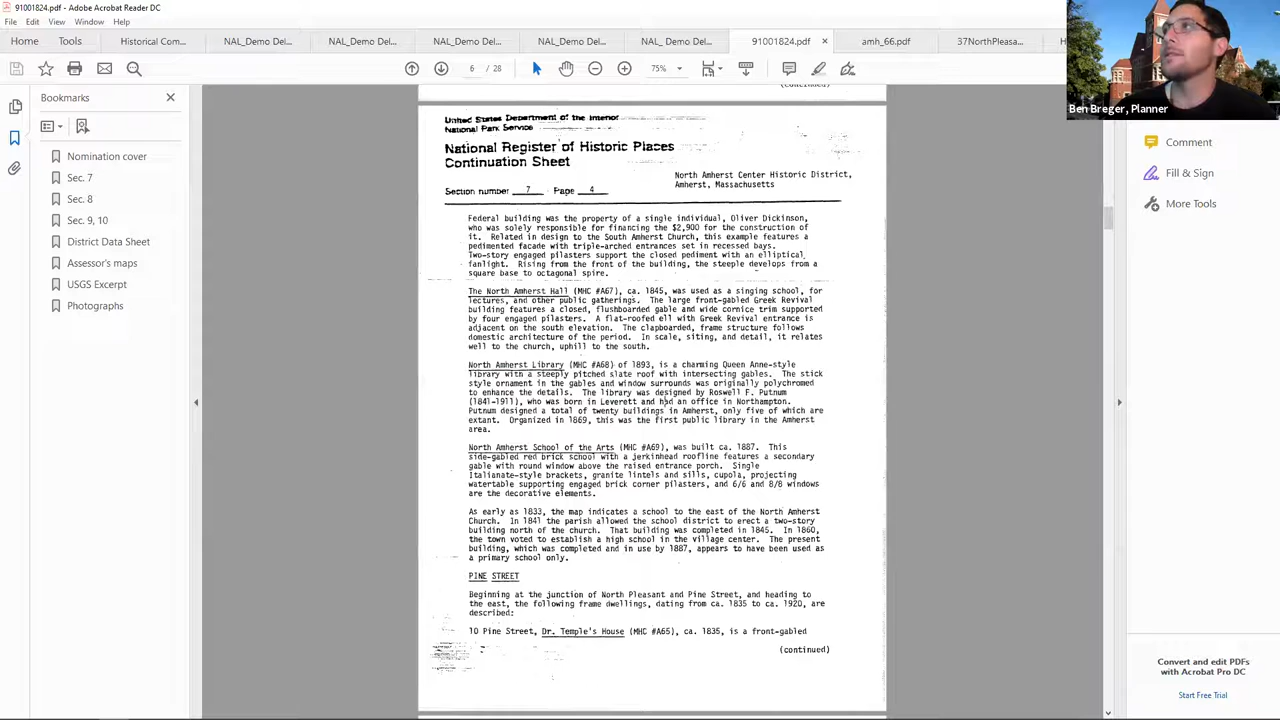 91001824.pdf - Adobe Acrobat Reader DC
File Edit View Window Help
Home Tools
Historical Com...
NAL_Demo Del...
NAL_Demo Del...
NAL_Demo Del...
NAL_Demo Del...
NAL_ Demo Del...
91001824.pdf ×
amh_66.pdf
37NorthPleasa...
/ 28
75%
Bookmarks
Nomination
Sec. 7
Sec. 8
Sec. 9, 10
District Data Sheet
Assessors maps
Ben Breger, Planner
Comment
Fill & Sign
More Tools
Convert and edit PDFs
with Acrobat Pro DC
Start Free Trial
(continued)
United States Department of the Interior
National Park Service
National Register of Historic Places
Continuation Sheet
North Amherst Center Historic District,
Amherst, Massachusetts
Section number 7 Page 4
Federal building was the property of a single individual, Oliver Dickinson,
who was solely responsible for financing the $2,900 for the construction of
it. Related in design to the South Amherst Church, this example features a
pedimented facade with triple-arched entrances set in recessed bays.
Two-story engaged pilasters support the closed pediment with an elliptical
fanlight. Rising from the front of the building, the steeple develops from a
square base to octagonal spire.
The North Amherst Hall (MHC #A67), ca. 1845, was used as a singing school, for
lectures, and other public gatherings. The large front-gabled Greek Revival
building features a closed, flushboarded gable and wide cornice trim supported
by four engaged pilasters. A flat-roofed ell with Greek Revival entrance is
adjacent on the south elevation. The clapboarded, frame structure follows
domestic architecture of the period. In scale, siting, and detail, it relates
well to the church, uphill to the south.
North Amherst Library (MHC #A68) of 1893, is a charming Queen Anne-style
library with a steeply pitched slate roof with intersecting gables. The stick
style ornament in the gables and window surrounds was originally polychromed
to enhance the details. The library was designed by Roswell F. Putnum
(1841-1911), who was born in Leverett and had an office in Northampton.
Putnum designed a total of twenty buildings in Amherst, only five of which are
extant. Organized in 1869, this was the first public library in the Amherst
area.
North Amherst School of the Arts (MHC #A69), was built ca. 1887. This
side-gabled red brick school with a jerkinhead roofline features a secondary
gable with round window above the raised entrance porch. Single
Italianate-style brackets, granite lintels and sills, cupola, projecting
watertable supporting engaged brick corner pilasters, and 6/6 and 8/8 windows
are the decorative elements.
As early as 1833, the map indicates a school to the east of the North Amherst
Church. In 1841 the parish allowed the school district to erect a two-story
building north of the church. That building was completed in 1845. In 1860,
the town voted to establish a high school in the village center. The present
building, which was completed and in use by 1887, appears to have been used as
a primary school only.
PINE STREET
Beginning at the junction of North Pleasant and Pine Street, and heading to
the east, the following frame dwellings, dating from ca. 1835 to ca. 1920, are
described:
10 Pine Street, Dr. Temple's House (MHC #A65), ca. 1835, is a front-gabled
(continued)